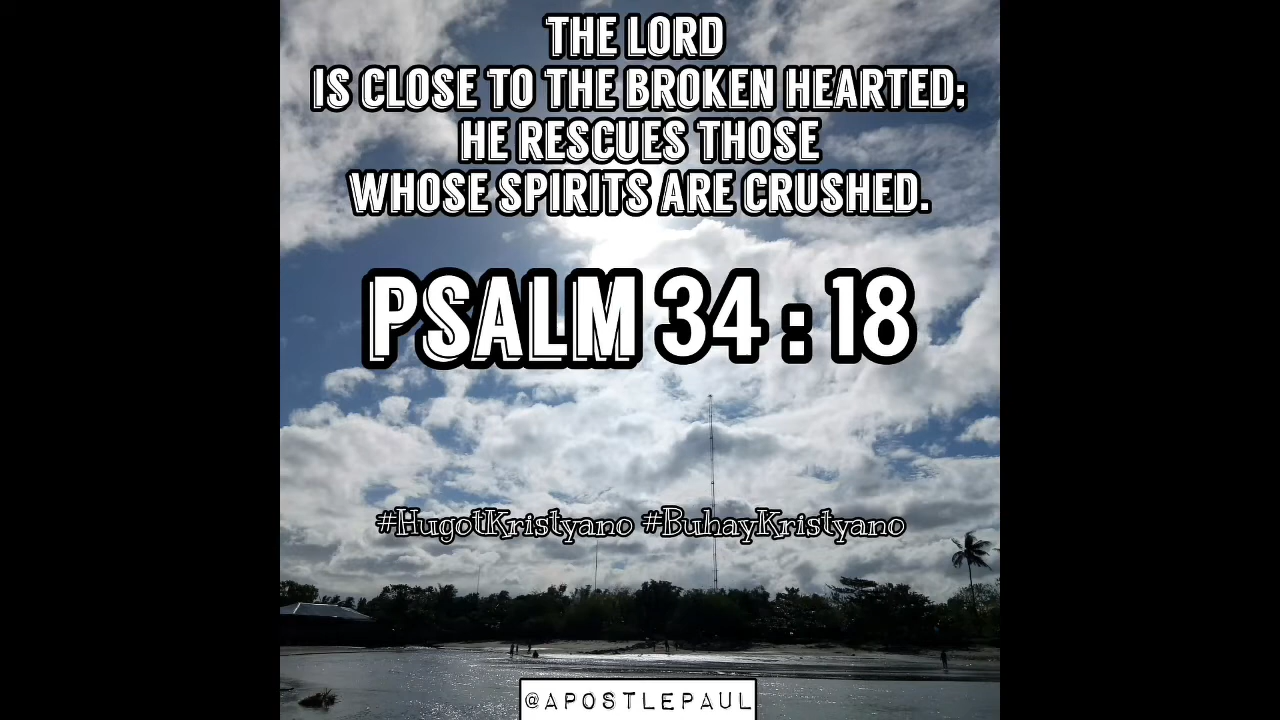 THE LORD
IS CLOSE TO THE BROKEN HEARTED;
HE RESCUES THOSE
WHOSE SPIRITS ARE CRUSHED.
PSALM 34 : 18
#HugotKristyano #BuhayKristyano
@APOSTLEPAUL